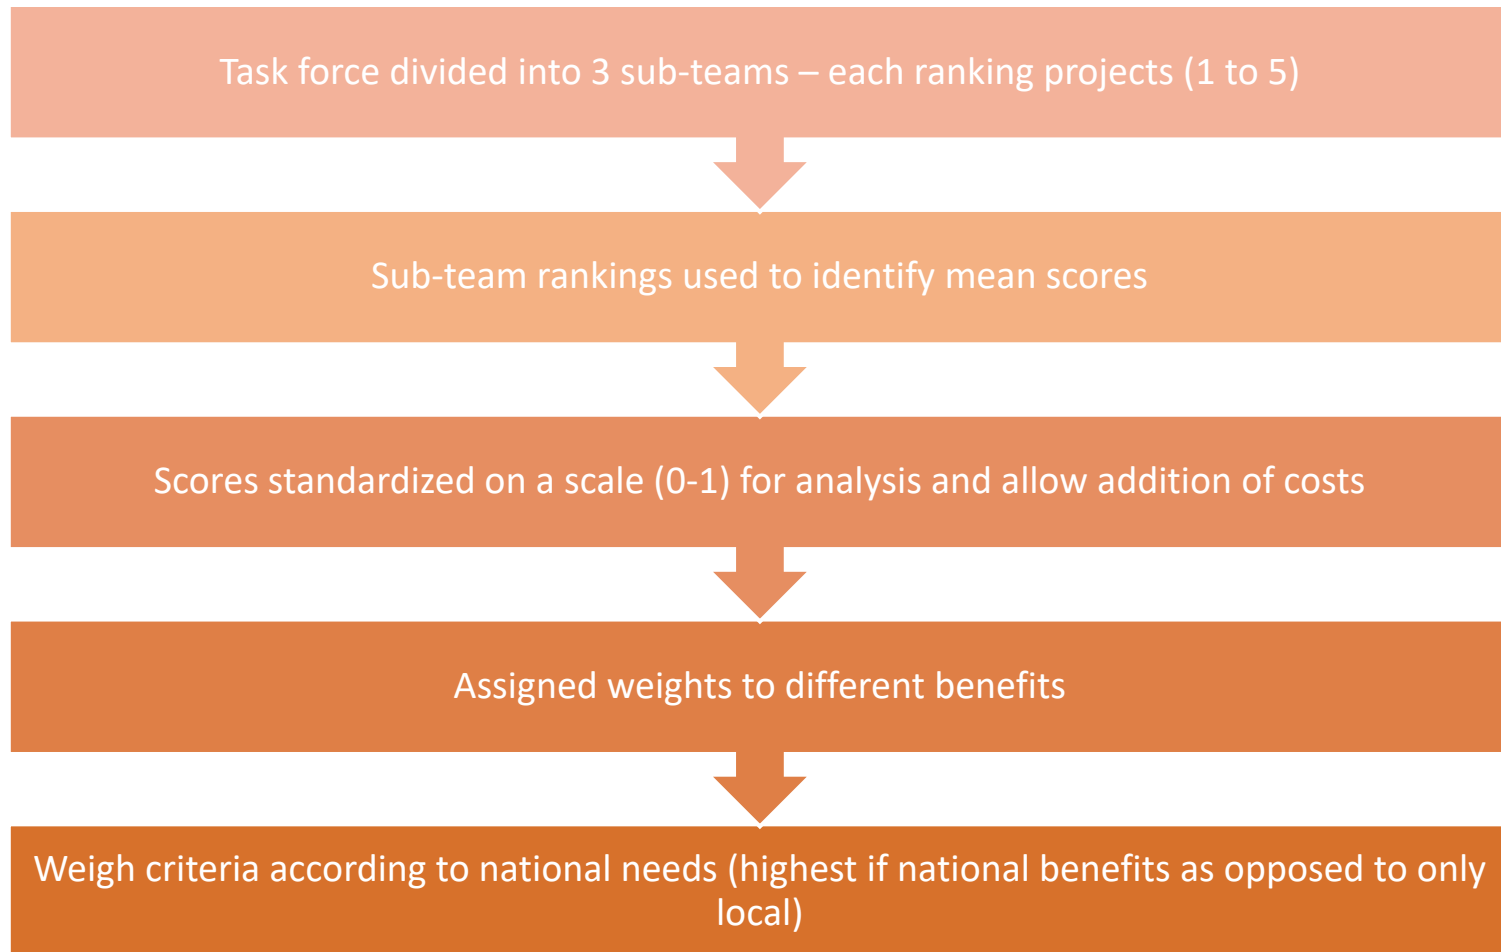 Task force divided into 3 sub-teams – each ranking projects (1 to 5)
Sub-team rankings used to identify mean scores
Scores standardized on a scale (0-1) for analysis and allow addition of costs
Assigned weights to different benefits
Weigh criteria according to national needs (highest if national benefits as opposed to only
local)